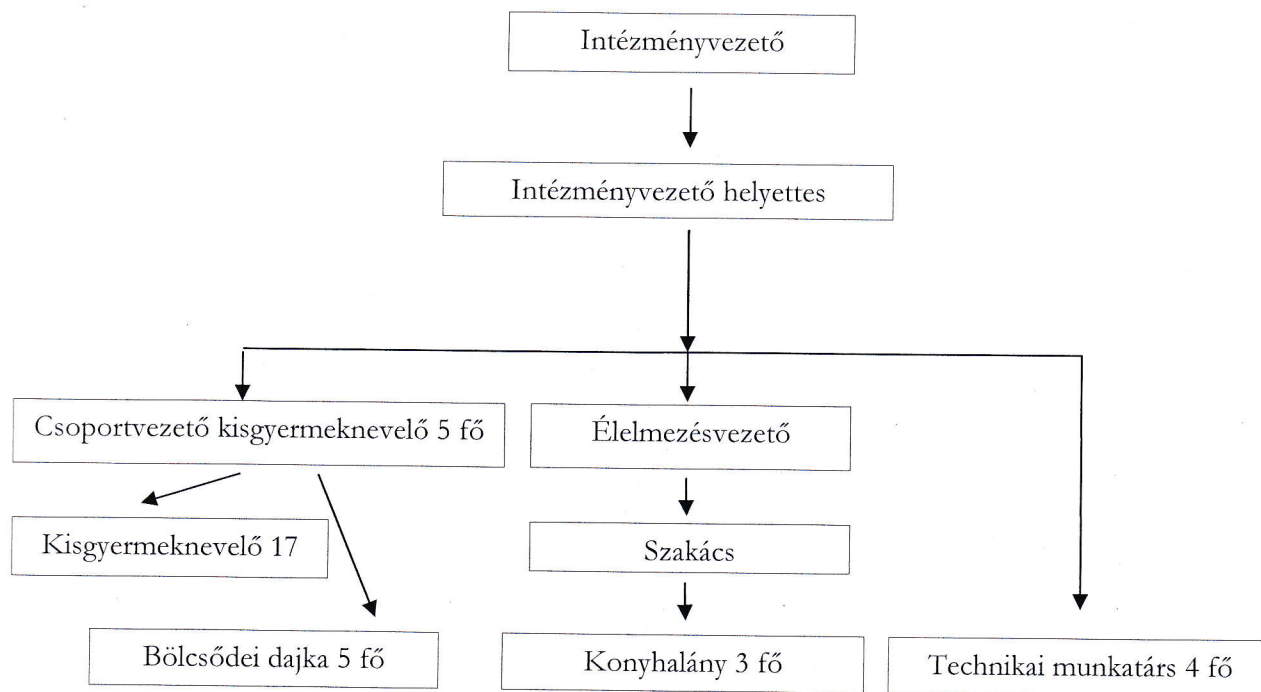 Intézményvezető
Intézményvezető helyettes
Csoportvezető kisgyermeknevelő 5 fő
Élelmezésvezető
Kisgyermeknevelő 17
Szakács
Bölcsődei dajka 5 fő
Konyhalány 3 fő
Technikai munkatárs 4 fő